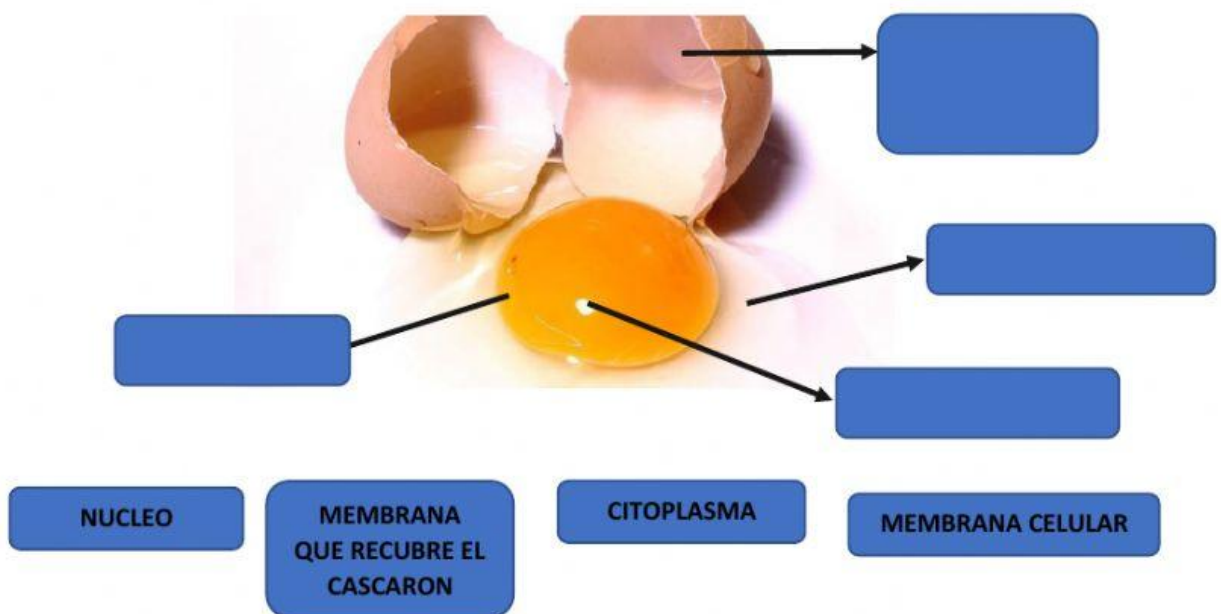 NUCLEO
MEMBRANA
QUE RECUBRE EL
CASCARON
CITOPLASMA
MEMBRANA CELULAR